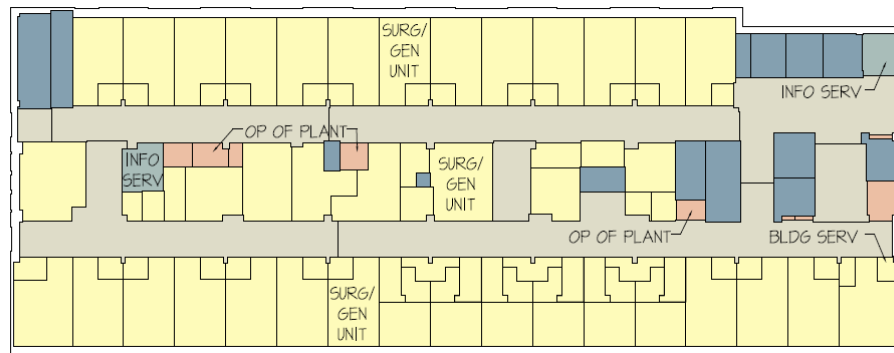 SURG/
GEN
UNIT
INFO SERV
OP OF PLANT
INFO
SERV
SURG/
GEN
UNIT
OP OF PLANT
BLDG SERV
SURG/
GEN
UNIT